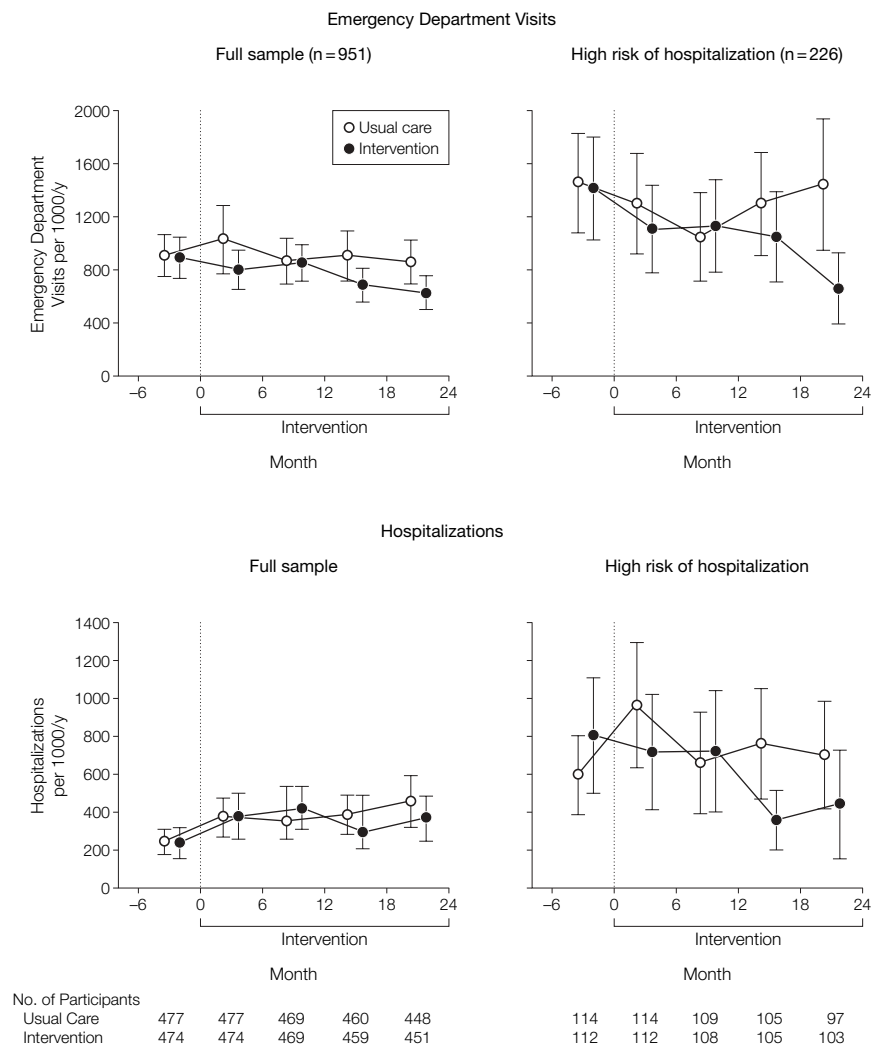 Emergency Department Visits
Full sample (n=951)
High risk of hospitalization (n=226)
Emergency Department
Visits per 1000/y
2000
1600
1200
800
400
0
Usual care
Intervention
–6 0 6 12 18 24
Intervention
Month
–6 0 6 12 18 24
Intervention
Month
Hospitalizations
Full sample
High risk of hospitalization
Hospitalizations
per 1000/y
1400
1200
1000
800
600
400
200
0
–6 0 6 12 18 24
Intervention
Month
–6 0 6 12 18 24
Intervention
Month
No. of Participants
Usual Care 477 477 469 460 448 114 114 109 105 97
Intervention 474 474 469 459 451 112 112 108 105 103